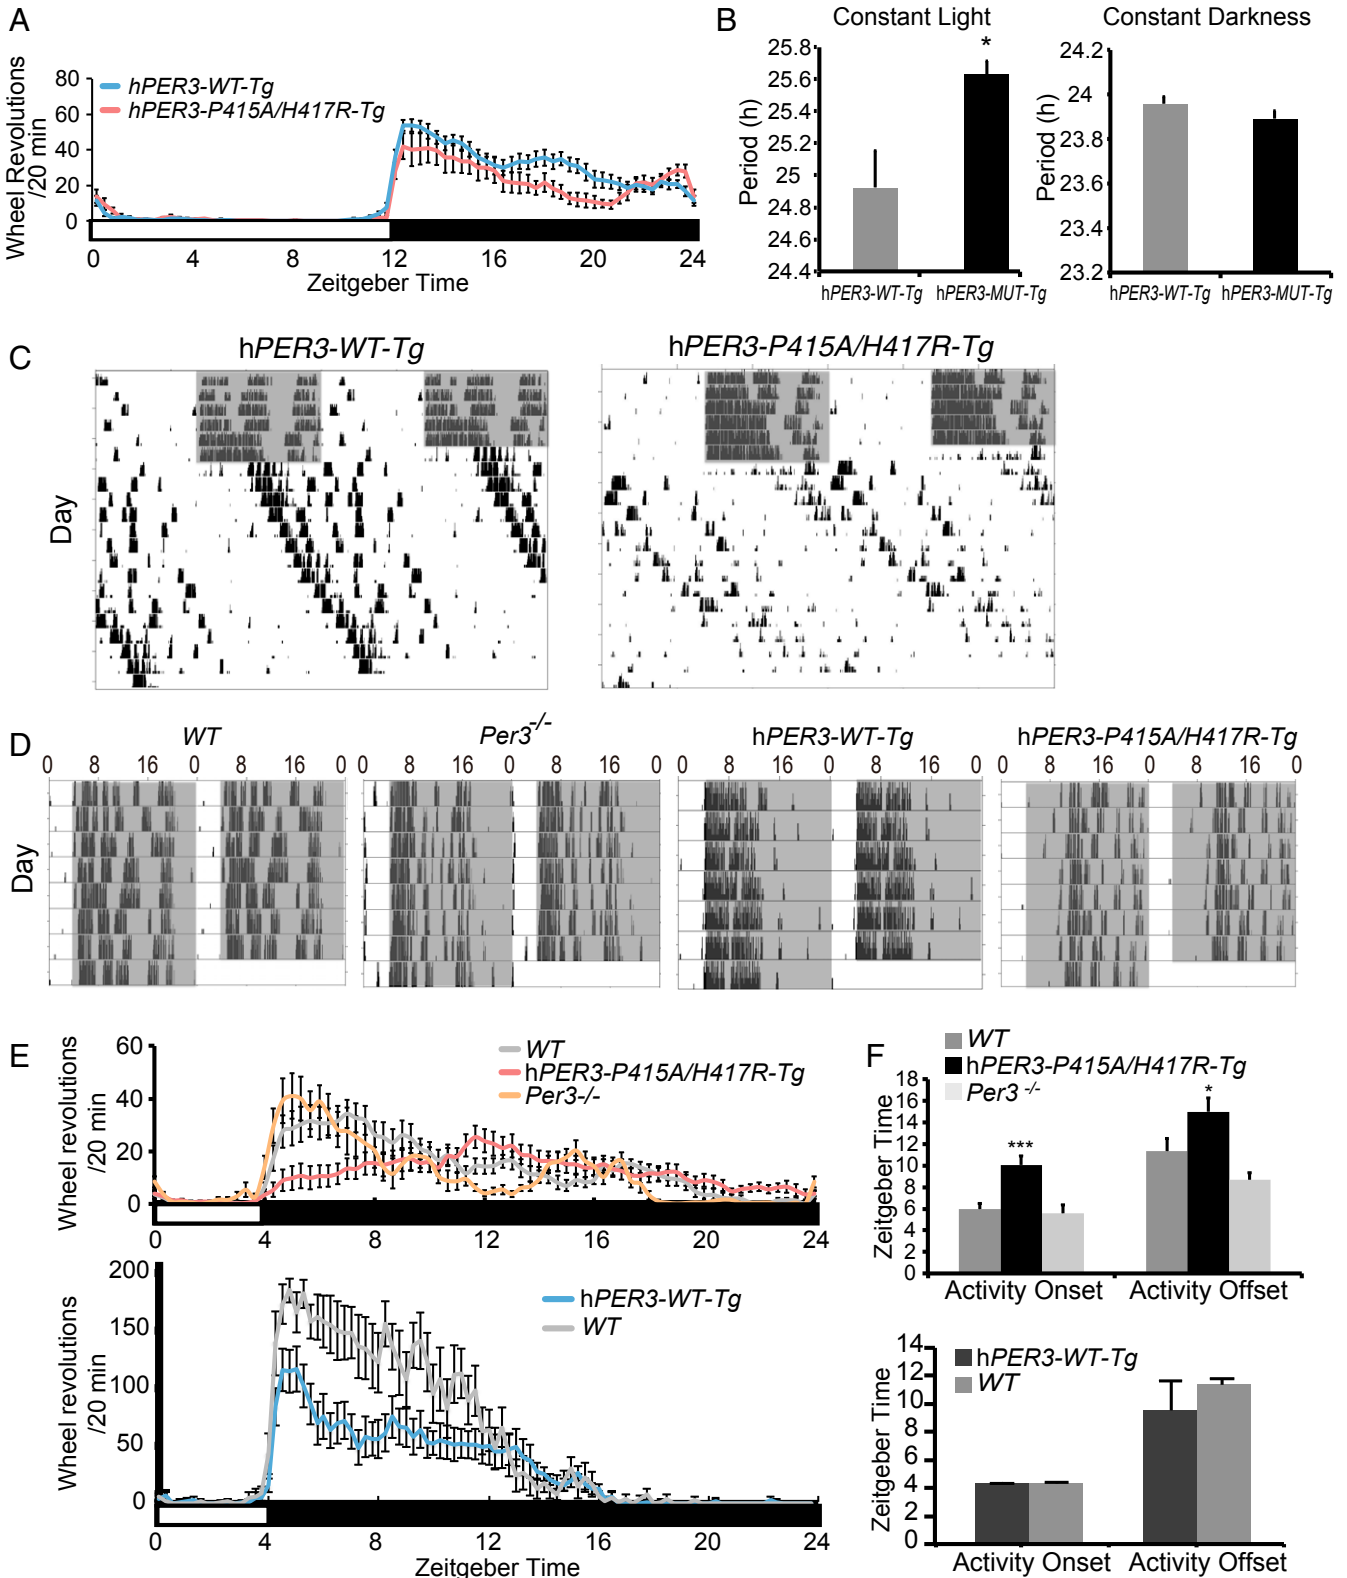 A
Wheel Revolutions
/20 min
80
60
40
20
0
hPER3-WT-Tg
hPER3-P415A/H417R-Tg
0 4 8 12 16 20 24
Zeitgeber Time
B
Constant Light
Period (h)
25.8
25.6
25.4
25.2
25
24.8
24.6
24.4
*
hPER3-WT-Tg hPER3-MUT-Tg
Constant Darkness
Period (h)
24.2
24
23.8
23.6
23.4
23.2
hPER3-WT-Tg hPER3-MUT-Tg
C
hPER3-WT-Tg
hPER3-P415A/H417R-Tg
Day
D
WT
Per3-/-
hPER3-WT-Tg
hPER3-P415A/H417R-Tg
0 8 16 0 8 16 0
0 8 16 0 8 16 0
0 8 16 0 8 16 0
0 8 16 0 8 16 0
Day
E
Wheel revolutions
/20 min
60
40
20
0
WT
hPER3-P415A/H417R-Tg
Per3-/-
0 4 8 12 16 20 24
Wheel revolutions
/20 min
200
150
100
50
0
hPER3-WT-Tg
WT
0 4 8 12 16 20 24
Zeitgeber Time
F
WT
hPER3-P415A/H417R-Tg
Per3 -/-
Zeitgeber Time
18
16
14
12
10
8
6
4
2
0
***
*
Activity Onset Activity Offset
Zeitgeber Time
14
12
10
8
6
4
2
0
hPER3-WT-Tg
WT
Activity Onset Activity Offset